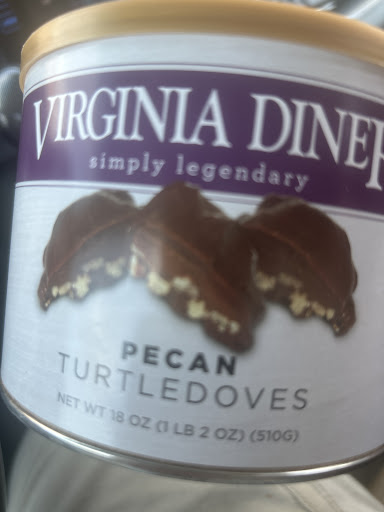 VIRGINIA DINER
simply legendary
PECAN
TURTLEDOVES
NET WT 18 OZ (1 LB 2 OZ) (510G)